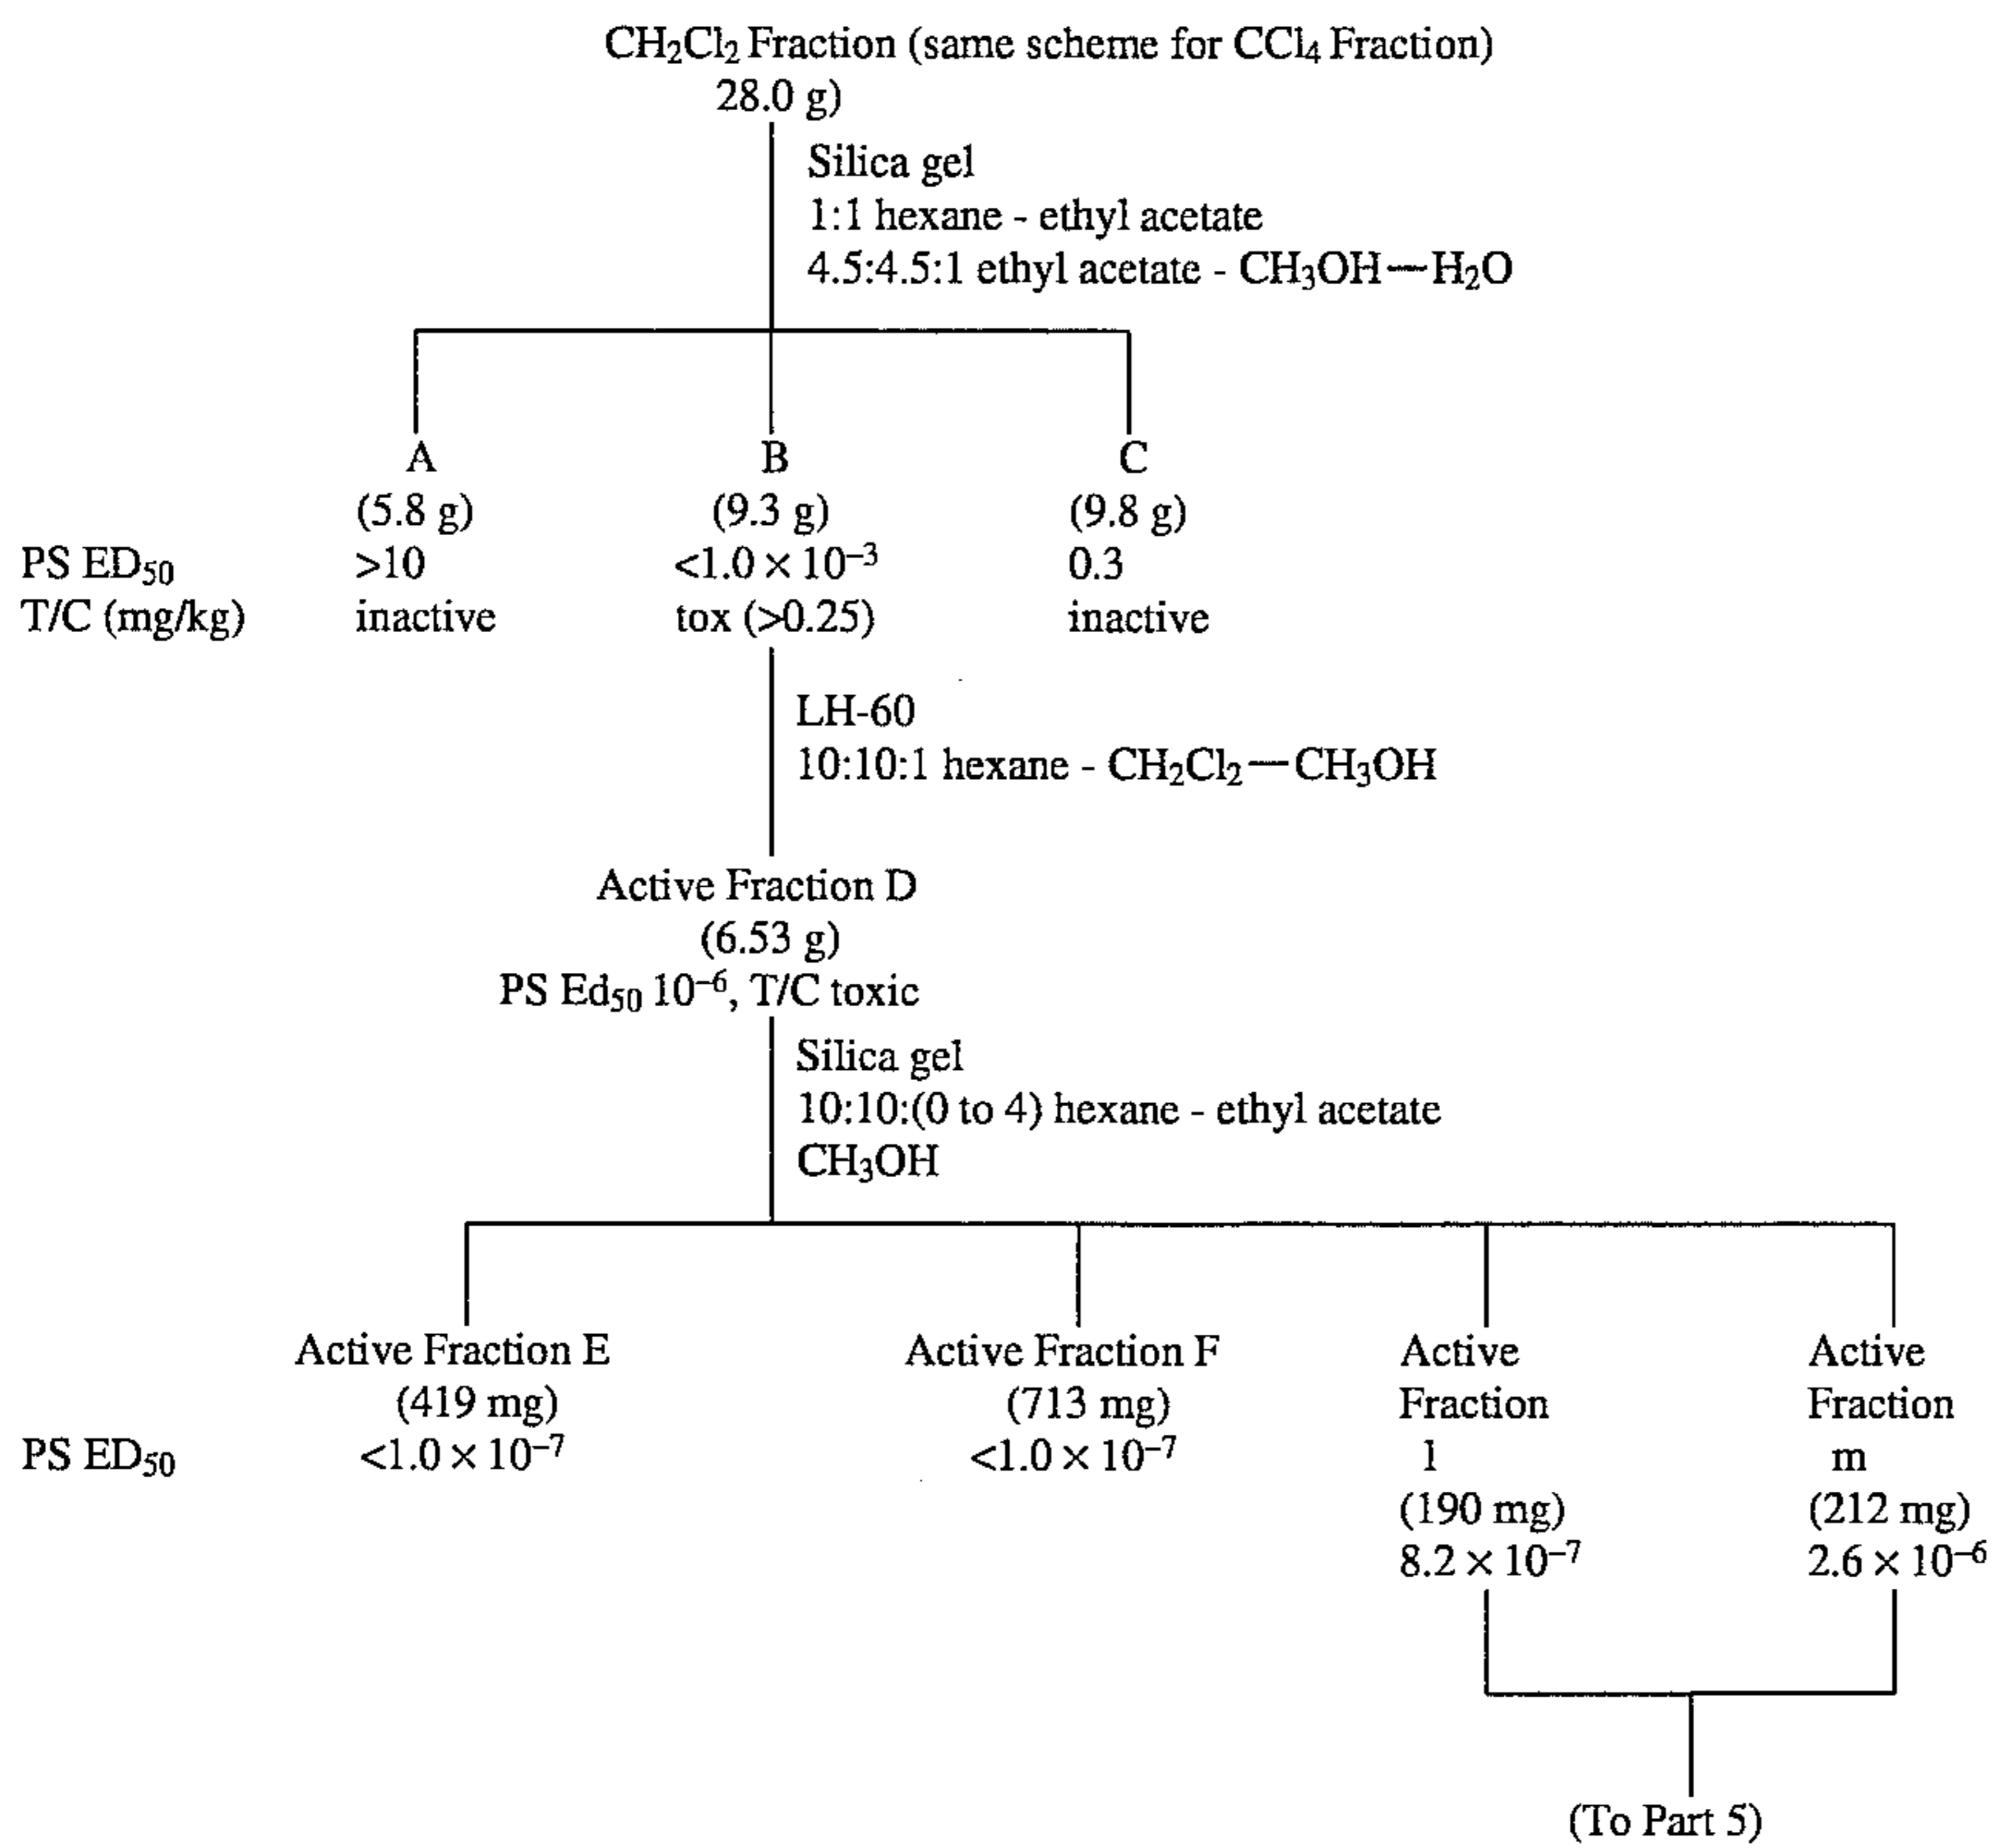 CH₂Cl₂ Fraction (same scheme for CCl₄ Fraction)
28.0 g)
Silica gel
1:1 hexane - ethyl acetate
4.5:4.5:1 ethyl acetate - CH₃OH—H₂O
A B C
(5.8 g) (9.3 g) (9.8 g)
PS ED₅₀ >10 <1.0 × 10⁻³ 0.3
T/C (mg/kg) inactive tox (>0.25) inactive
LH-60
10:10:1 hexane - CH₂Cl₂—CH₃OH
Active Fraction D
(6.53 g)
PS Ed₅₀ 10⁻⁶, T/C toxic
Silica gel
10:10:(0 to 4) hexane - ethyl acetate
CH₃OH
Active Fraction E Active Fraction F Active Active
(419 mg) (713 mg) Fraction Fraction
PS ED₅₀ <1.0 × 10⁻⁷ <1.0 × 10⁻⁷ l m
(190 mg) (212 mg)
8.2 × 10⁻⁷ 2.6 × 10⁻⁶
(To Part 5)